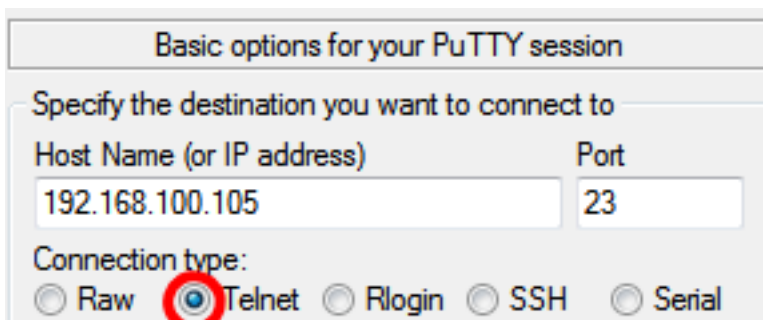 Basic options for your PuTTY session
Specify the destination you want to connect to
Host Name (or IP address) Port
192.168.100.105 23
Connection type:
Raw Telnet Rlogin SSH Serial